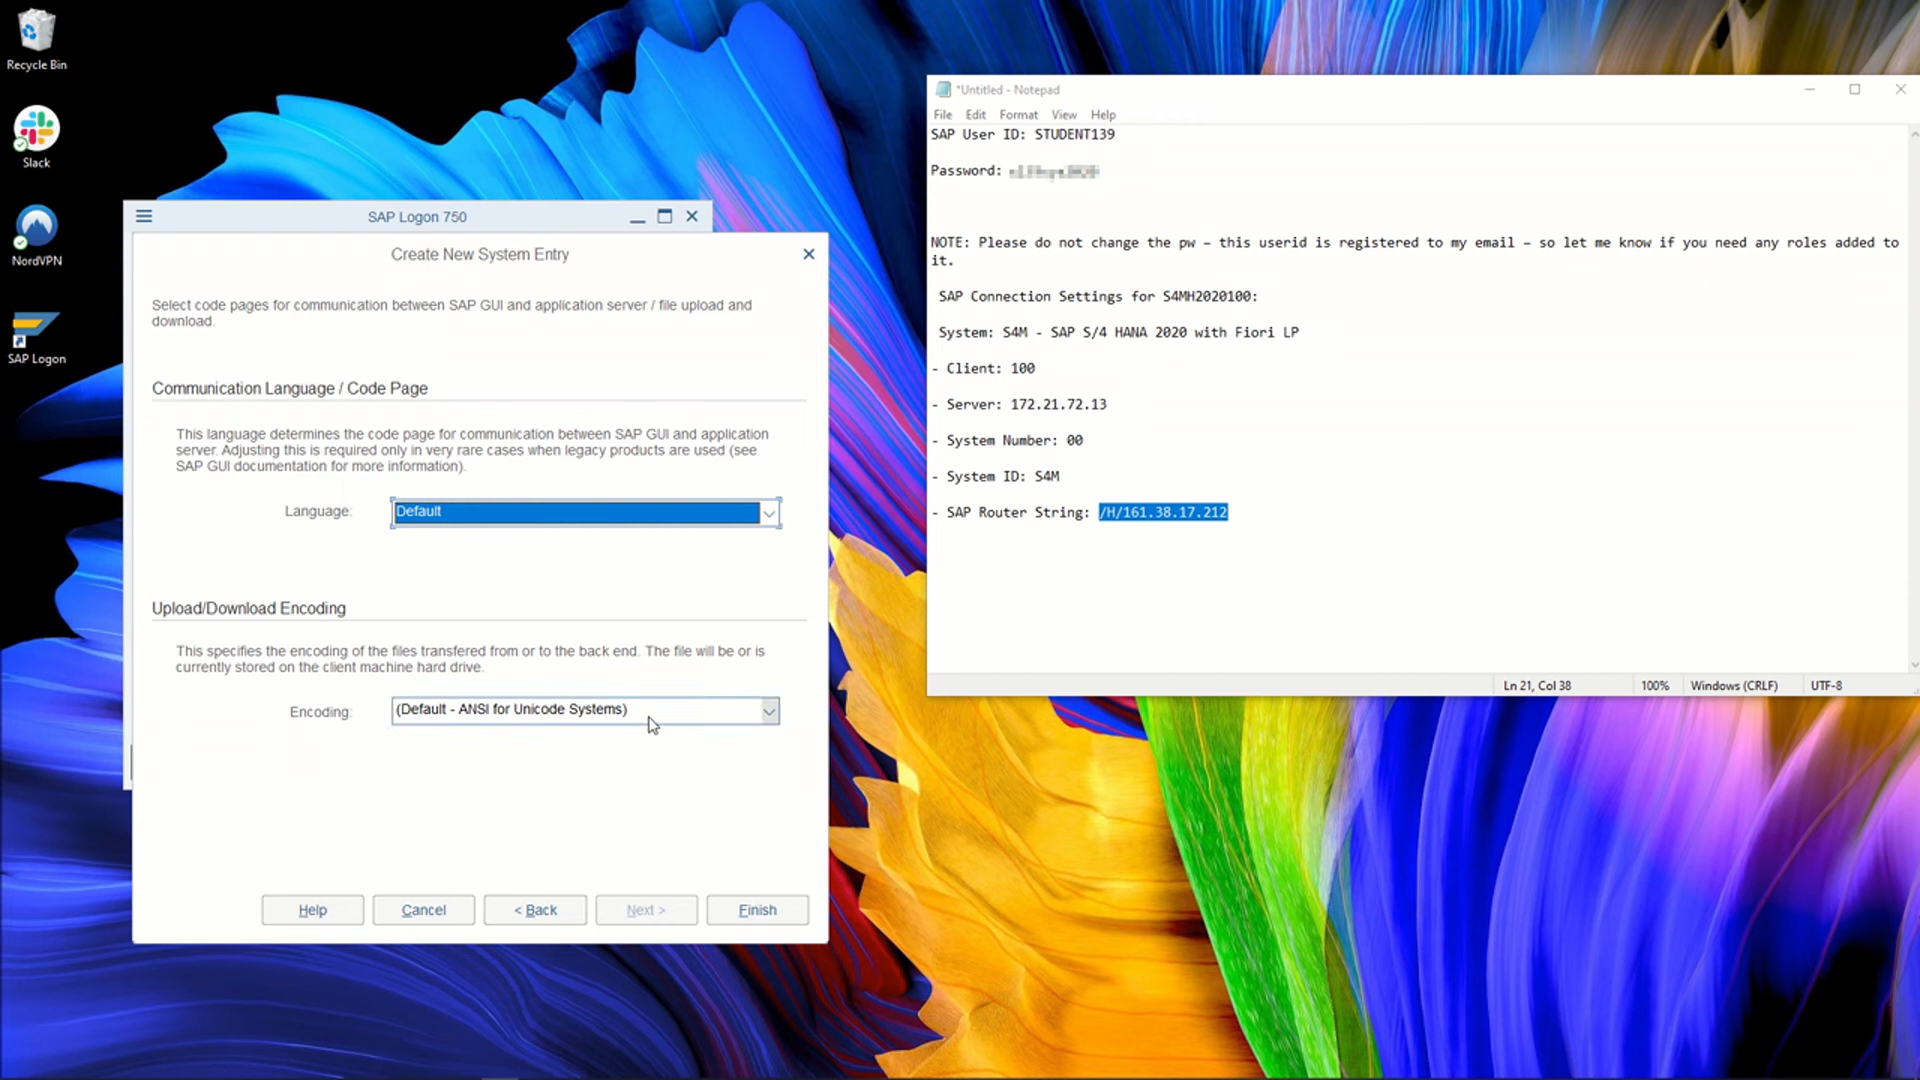 Recycle Bin
Slack
NordVPN
SAP Logon
SAP Logon 750
Create New System Entry
Select code pages for communication between SAP GUI and application server / file upload and
download.
Communication Language / Code Page
This language determines the code page for communication between SAP GUI and application
server. Adjusting this is required only in very rare cases when legacy products are used (see
SAP GUI documentation for more information).
Language: Default
Upload/Download Encoding
This specifies the encoding of the files transfered from or to the back end. The file will be or is
currently stored on the client machine hard drive.
Encoding: (Default - ANSI for Unicode Systems)
Help Cancel < Back Next > Finish
*Untitled - Notepad
File Edit Format View Help
SAP User ID: STUDENT139
Password:
NOTE: Please do not change the pw – this userid is registered to my email – so let me know if you need any roles added to
it.
SAP Connection Settings for S4MH2020100:
System: S4M - SAP S/4 HANA 2020 with Fiori LP
- Client: 100
- Server: 172.21.72.13
- System Number: 00
- System ID: S4M
- SAP Router String: /H/161.38.17.212
Ln 21, Col 38 100% Windows (CRLF) UTF-8